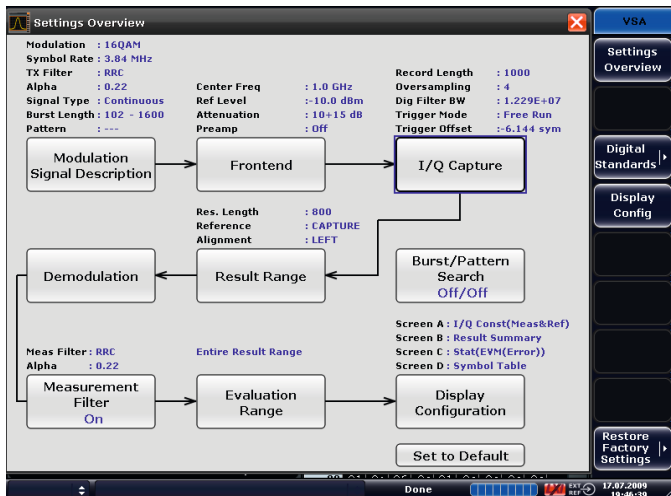 Settings Overview
VSA
Modulation : 16QAM
Symbol Rate : 3.84 MHz
TX Filter : RRC
Alpha : 0.22
Signal Type : Continuous
Burst Length : 102 - 1600
Pattern : ---
Center Freq : 1.0 GHz
Ref Level : -10.0 dBm
Attenuation : 10+15 dB
Preamp : Off
Record Length : 1000
Oversampling : 4
Dig Filter BW : 1.229E+07
Trigger Mode : Free Run
Trigger Offset :-6.144 sym
Modulation
Signal Description
Frontend
I/Q Capture
Res. Length : 800
Reference : CAPTURE
Alignment : LEFT
Demodulation
Result Range
Burst/Pattern
Search
Off/Off
Screen A : I/Q Const(Meas&Ref)
Screen B : Result Summary
Screen C : Stat(EVM(Error))
Screen D : Symbol Table
Meas Filter : RRC
Alpha : 0.22
Entire Result Range
Measurement
Filter
On
Evaluation
Range
Display
Configuration
Set to Default
Settings
Overview
Digital
Standards
Display
Config
Restore
Factory
Settings
Done
EXT
REF
17.07.2009
19:46:39